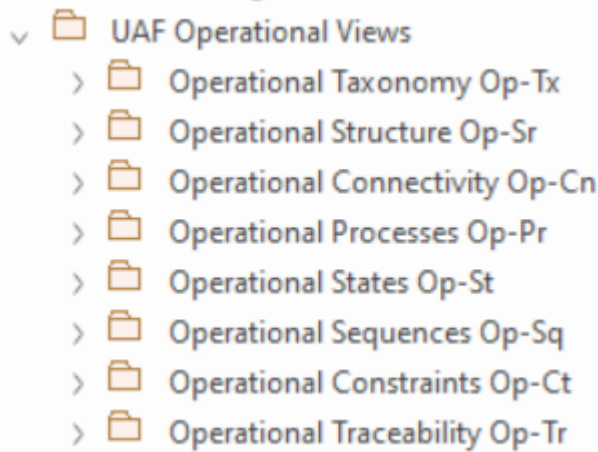 UAF Operational Views
Operational Taxonomy Op-Tx
Operational Structure Op-Sr
Operational Connectivity Op-Cn
Operational Processes Op-Pr
Operational States Op-St
Operational Sequences Op-Sq
Operational Constraints Op-Ct
Operational Traceability Op-Tr